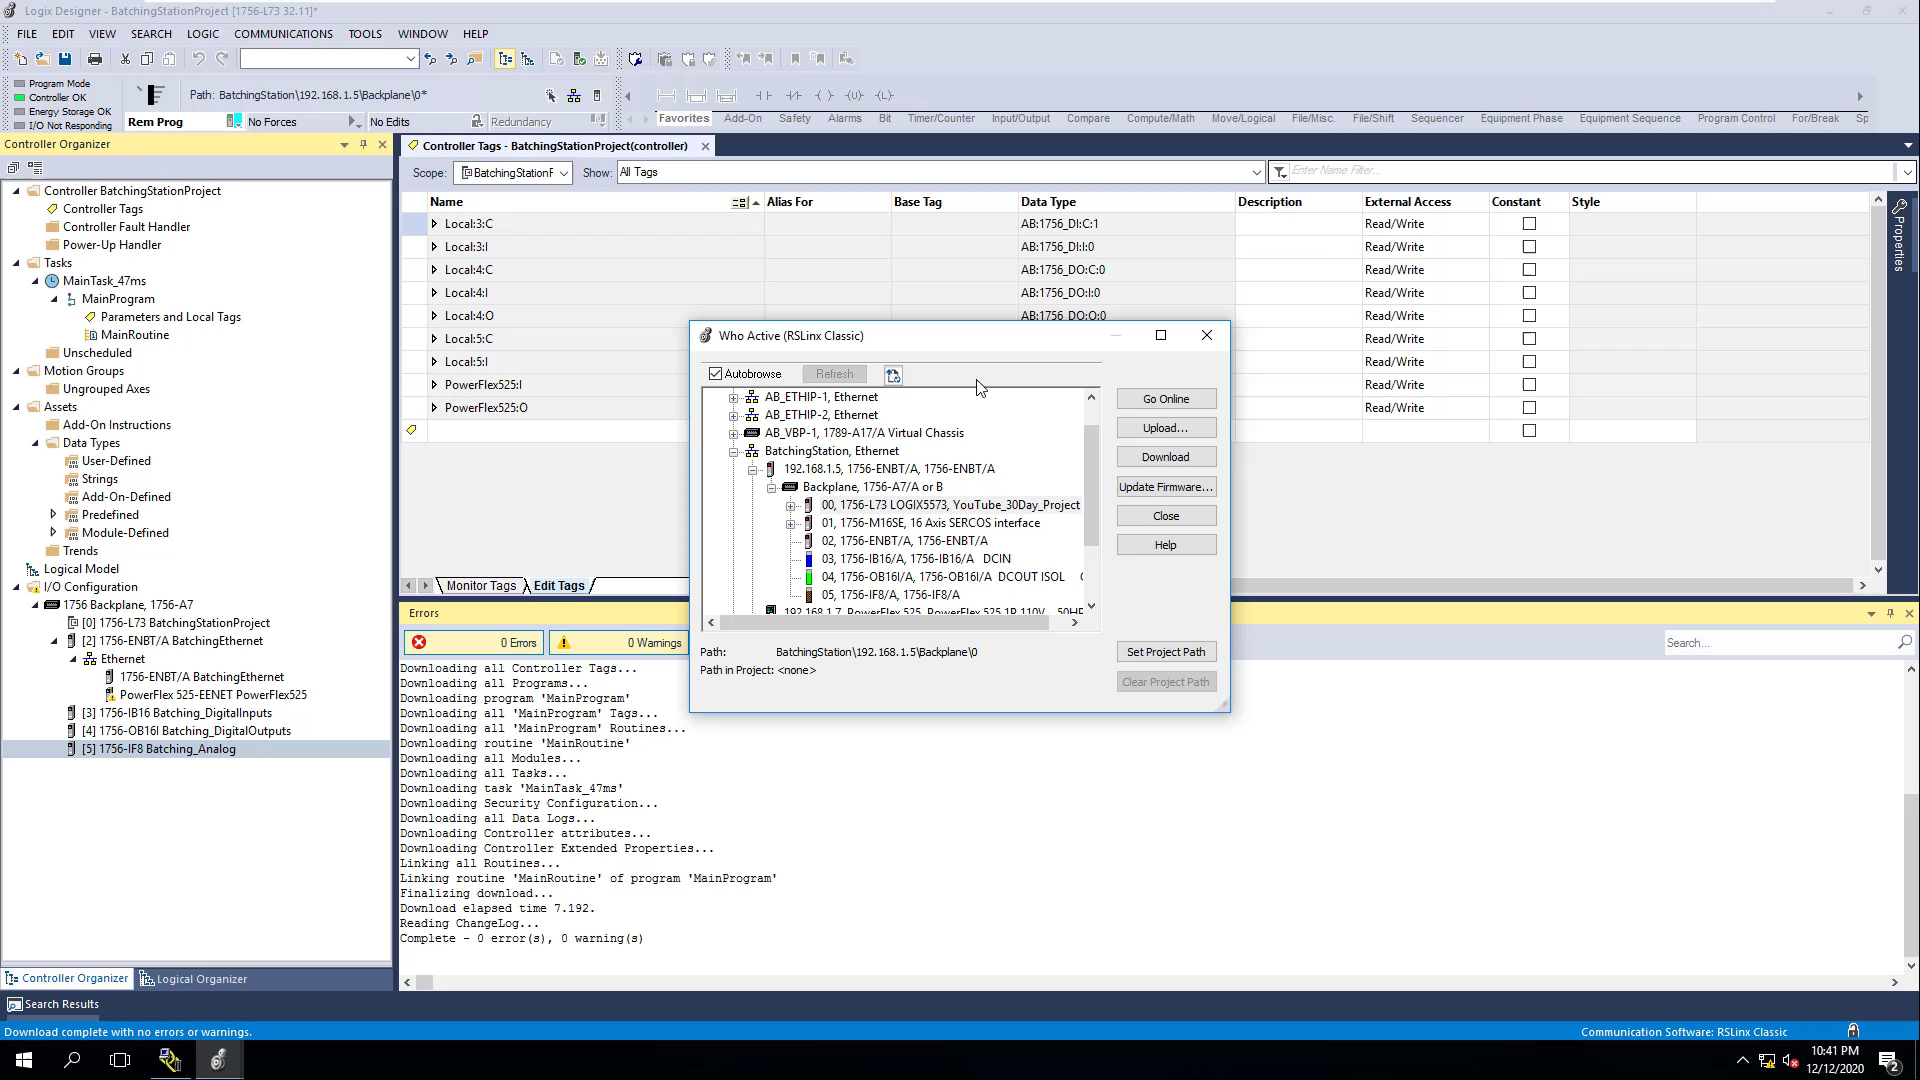 Logix Designer - BatchingStationProject [1756-L73 32.11]*
FILE EDIT VIEW SEARCH LOGIC COMMUNICATIONS TOOLS WINDOW HELP
Program Mode
Controller OK
Energy Storage OK
I/O Not Responding
Path: BatchingStation\192.168.1.5\Backplane\0*
Rem Prog No Forces No Edits Redundancy
Favorites Add-On Safety Alarms Bit Timer/Counter Input/Output Compare Compute/Math Move/Logical File/Misc. File/Shift Sequencer Equipment Phase Equipment Sequence Program Control For/Break Sp
Controller Organizer
Controller BatchingStationProject
Controller Tags
Controller Fault Handler
Power-Up Handler
Tasks
MainTask_47ms
MainProgram
Parameters and Local Tags
MainRoutine
Unscheduled
Motion Groups
Ungrouped Axes
Assets
Add-On Instructions
Data Types
User-Defined
Strings
Add-On-Defined
Predefined
Module-Defined
Trends
Logical Model
I/O Configuration
1756 Backplane, 1756-A7
[0] 1756-L73 BatchingStationProject
[2] 1756-ENBT/A BatchingEthernet
Ethernet
1756-ENBT/A BatchingEthernet
PowerFlex 525-EENET PowerFlex525
[3] 1756-IB16 Batching_DigitalInputs
[4] 1756-OB16I Batching_DigitalOutputs
[5] 1756-IF8 Batching_Analog
Controller Organizer Logical Organizer
Controller Tags - BatchingStationProject(controller)
Scope: BatchingStationF Show: All Tags Enter Name Filter...
Name Alias For Base Tag Data Type Description External Access Constant Style
Local:3:C AB:1756_DI:C:1 Read/Write
Local:3:I AB:1756_DI:I:0 Read/Write
Local:4:C AB:1756_DO:C:0 Read/Write
Local:4:I AB:1756_DO:I:0 Read/Write
Local:4:O AB:1756_DO:O:0 Read/Write
Local:5:C Read/Write
Local:5:I Read/Write
PowerFlex525:I Read/Write
PowerFlex525:O Read/Write
Properties
Monitor Tags Edit Tags
Who Active (RSLinx Classic)
Autobrowse Refresh
AB_ETHIP-1, Ethernet
AB_ETHIP-2, Ethernet
AB_VBP-1, 1789-A17/A Virtual Chassis
BatchingStation, Ethernet
192.168.1.5, 1756-ENBT/A, 1756-ENBT/A
Backplane, 1756-A7/A or B
00, 1756-L73 LOGIX5573, YouTube_30Day_Project
01, 1756-M16SE, 16 Axis SERCOS interface
02, 1756-ENBT/A, 1756-ENBT/A
03, 1756-IB16/A, 1756-IB16/A DCIN
04, 1756-OB16I/A, 1756-OB16I/A DCOUT ISOL
05, 1756-IF8/A, 1756-IF8/A
192.168.1.7, PowerFlex 525, PowerFlex 525 1P 110V 50HP
Go Online
Upload...
Download
Update Firmware...
Close
Help
Set Project Path
Clear Project Path
Path: BatchingStation\192.168.1.5\Backplane\0
Path in Project: <none>
Errors
0 Errors 0 Warnings Search...
Downloading all Controller Tags...
Downloading all Programs...
Downloading program 'MainProgram'
Downloading all 'MainProgram' Tags...
Downloading all 'MainProgram' Routines...
Downloading routine 'MainRoutine'
Downloading all Modules...
Downloading all Tasks...
Downloading task 'MainTask_47ms'
Downloading Security Configuration...
Downloading all Data Logs...
Downloading Controller attributes...
Downloading Controller Extended Properties...
Linking all Routines...
Linking routine 'MainRoutine' of program 'MainProgram'
Finalizing download...
Download elapsed time 7.192.
Reading ChangeLog...
Complete - 0 error(s), 0 warning(s)
Search Results
Download complete with no errors or warnings. Communication Software: RSLinx Classic
10:41 PM
12/12/2020
2